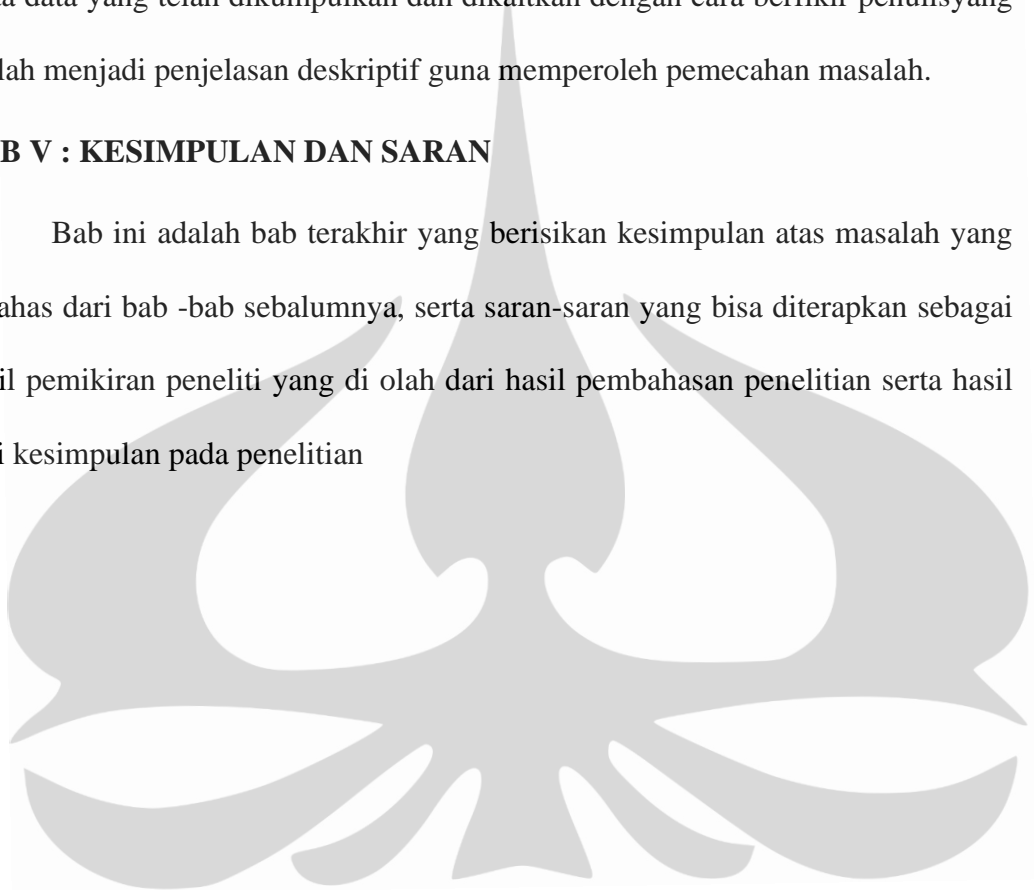 data yang telah dikumpulkan dan dikaitkan dengan cara berfikir penulisyang
lah menjadi penjelasan deskriptif guna memperoleh pemecahan masalah.
B V : KESIMPULAN DAN SARAN
Bab ini adalah bab terakhir yang berisikan kesimpulan atas masalah yang
ahas dari bab -bab sebalumnya, serta saran-saran yang bisa diterapkan sebagai
il pemikiran peneliti yang di olah dari hasil pembahasan penelitian serta hasil
i kesimpulan pada penelitian